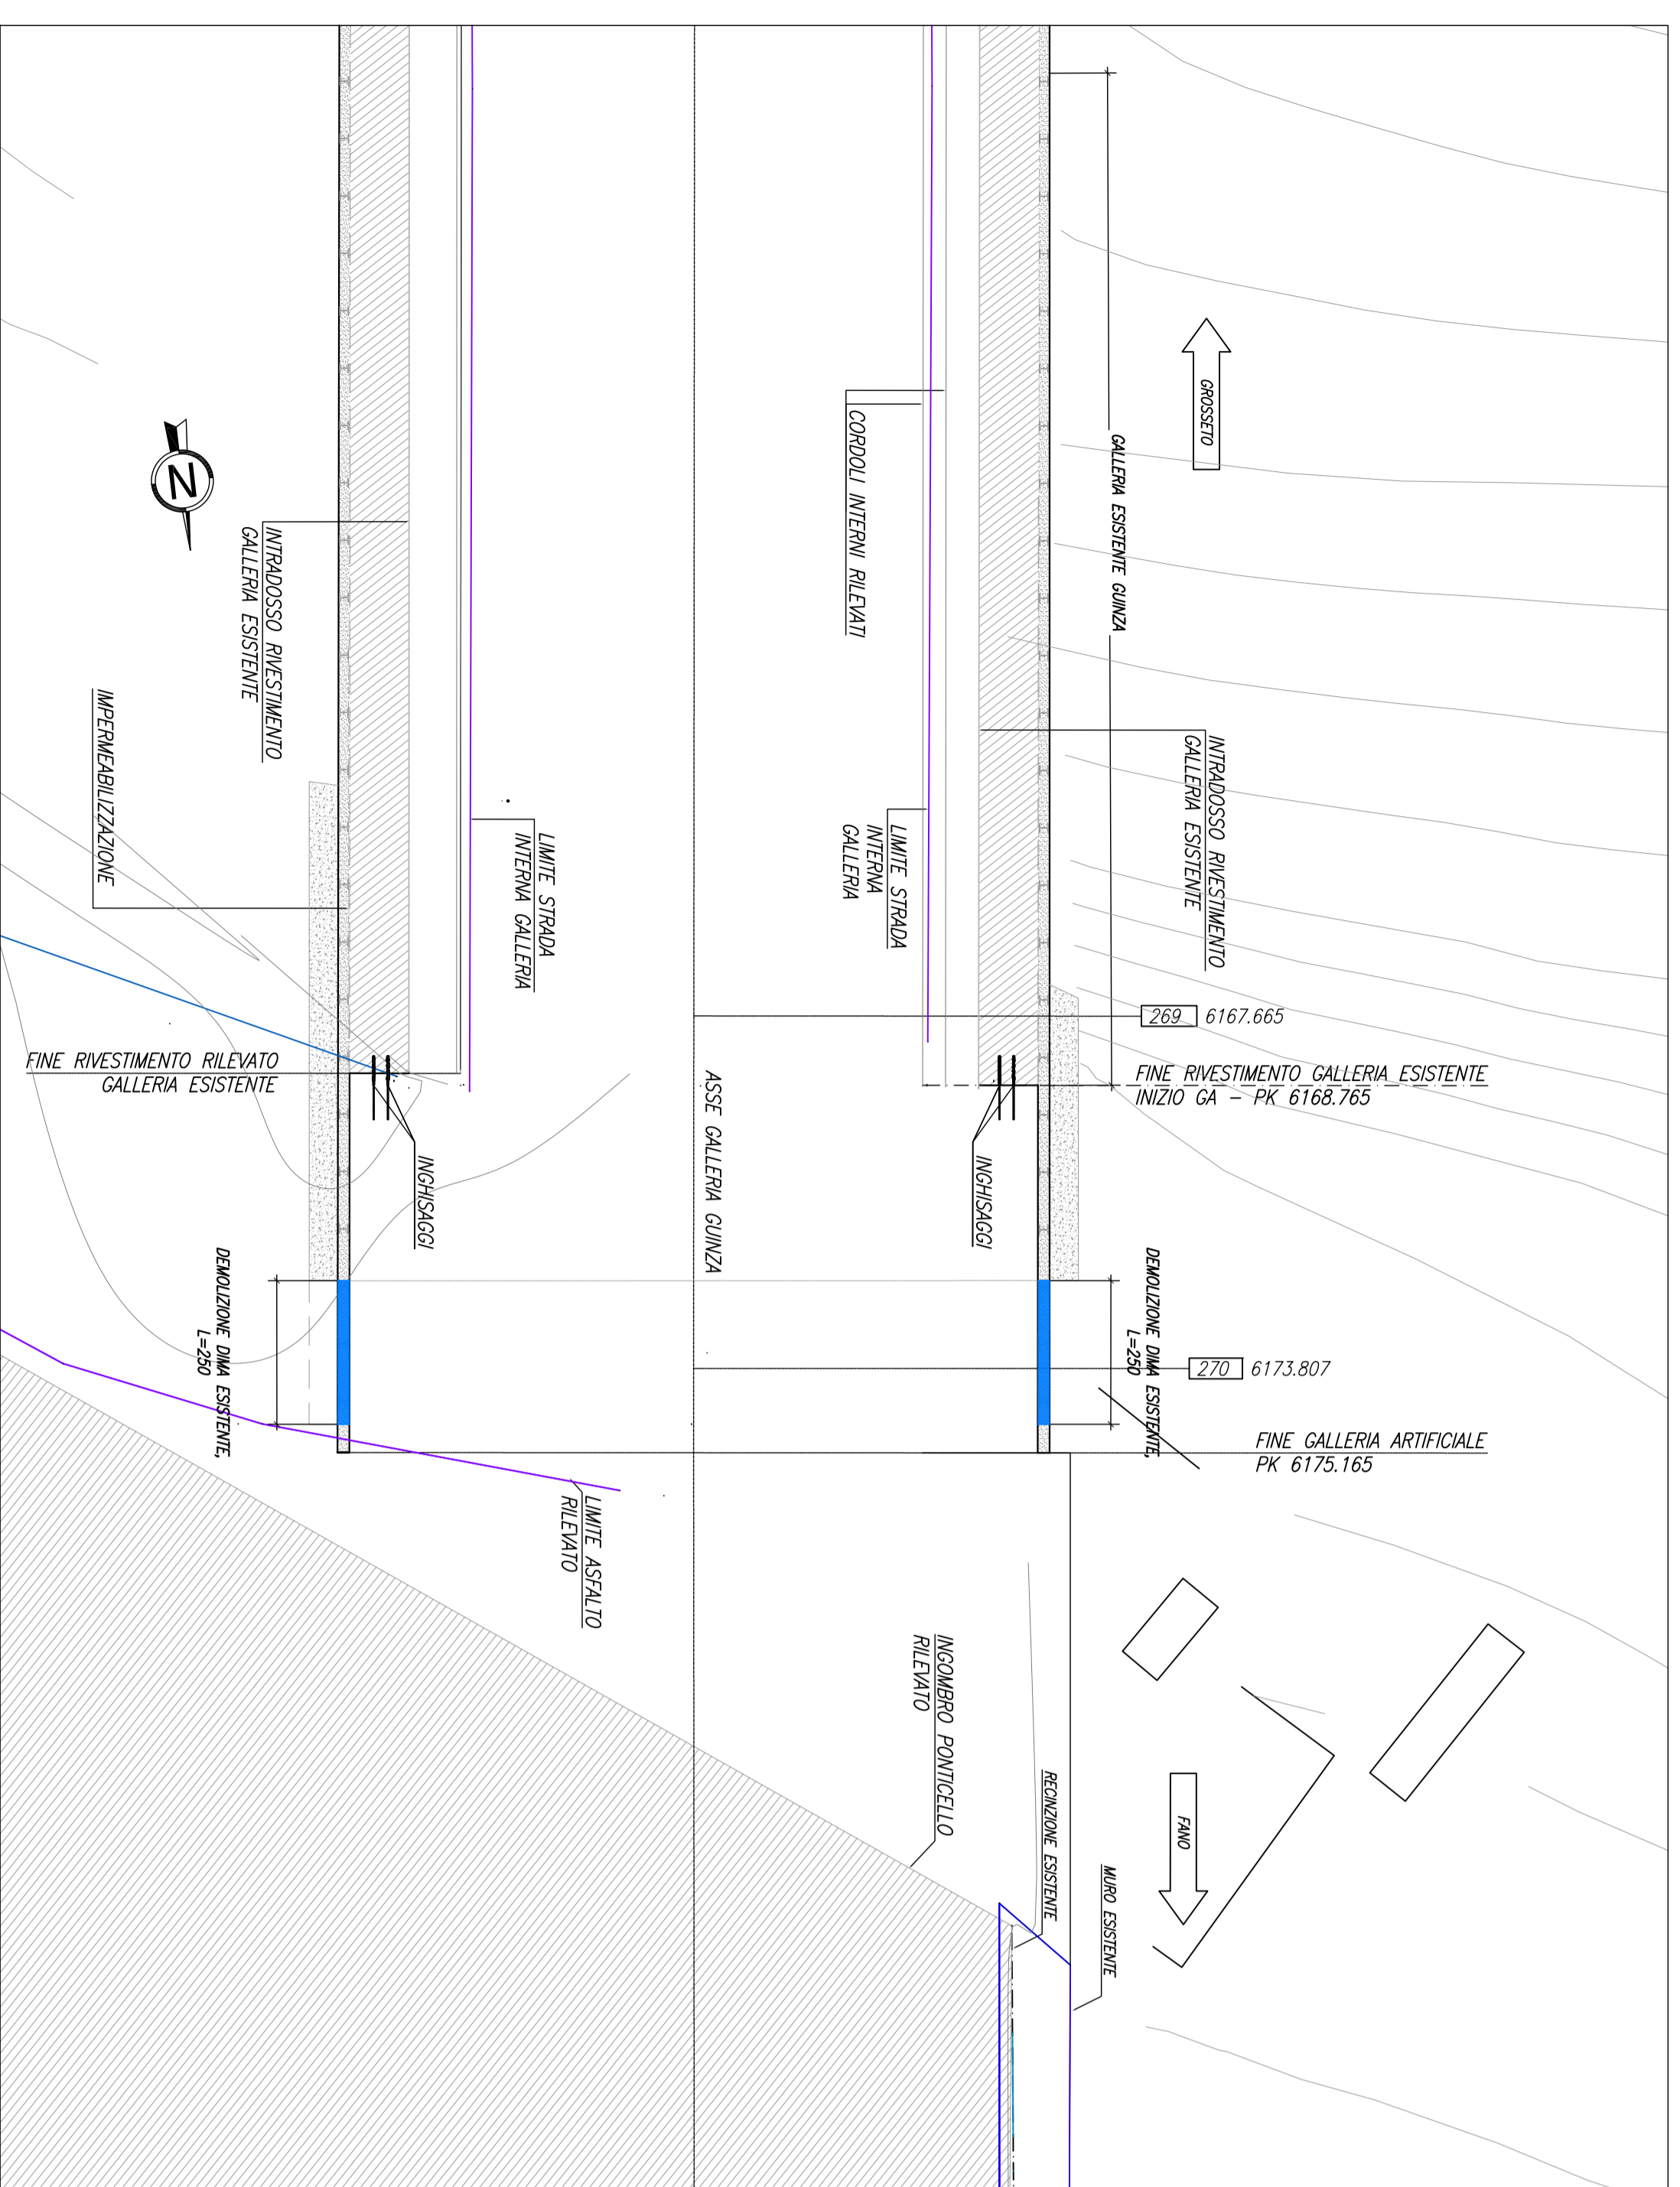 GROSSETO
GALLERIA ESISTENTE GUINZA
CORDOLI INTERNI RILEVATI
N
INTRADOSSO RIVESTIMENTO
GALLERIA ESISTENTE
IMPERMEABILIZZAZIONE
INTRADOSSO RIVESTIMENTO
GALLERIA ESISTENTE
LIMITE STRADA
INTERNA GALLERIA
LIMITE STRADA
INTERNA
GALLERIA
269 6167.665
FINE RIVESTIMENTO RILEVATO
GALLERIA ESISTENTE
FINE RIVESTIMENTO GALLERIA ESISTENTE
INIZIO GA - PK 6168.765
ASSE GALLERIA GUINZA
INGHISAGGI
INGHISAGGI
DEMOLIZIONE DIMA ESISTENTE,
L=250
DEMOLIZIONE DIMA ESISTENTE,
L=250
270 6173.807
FINE GALLERIA ARTIFICIALE
PK 6175.165
LIMITE ASFALTO
RILEVATO
INGOMBRO PONTICELLO
RILEVATO
RECINZIONE ESISTENTE
MURO ESISTENTE
FANO